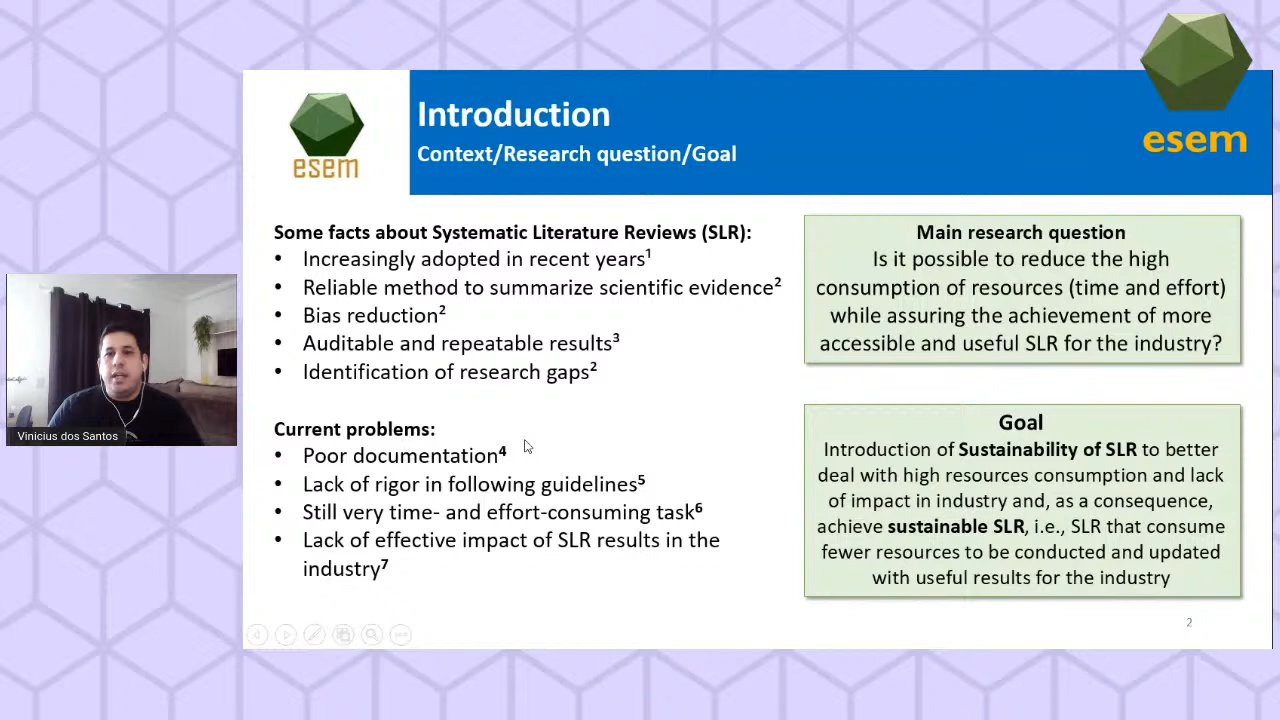 esem
Introduction
Context/Research question/Goal
esem
Some facts about Systematic Literature Reviews (SLR):
• Increasingly adopted in recent years¹
• Reliable method to summarize scientific evidence²
• Bias reduction²
• Auditable and repeatable results³
• Identification of research gaps²
Current problems:
• Poor documentation⁴
• Lack of rigor in following guidelines⁵
• Still very time- and effort-consuming task⁶
• Lack of effective impact of SLR results in the
industry⁷
Main research question
Is it possible to reduce the high
consumption of resources (time and effort)
while assuring the achievement of more
accessible and useful SLR for the industry?
Goal
Introduction of Sustainability of SLR to better
deal with high resources consumption and lack
of impact in industry and, as a consequence,
achieve sustainable SLR, i.e., SLR that consume
fewer resources to be conducted and updated
with useful results for the industry
2
Vinicius dos Santos